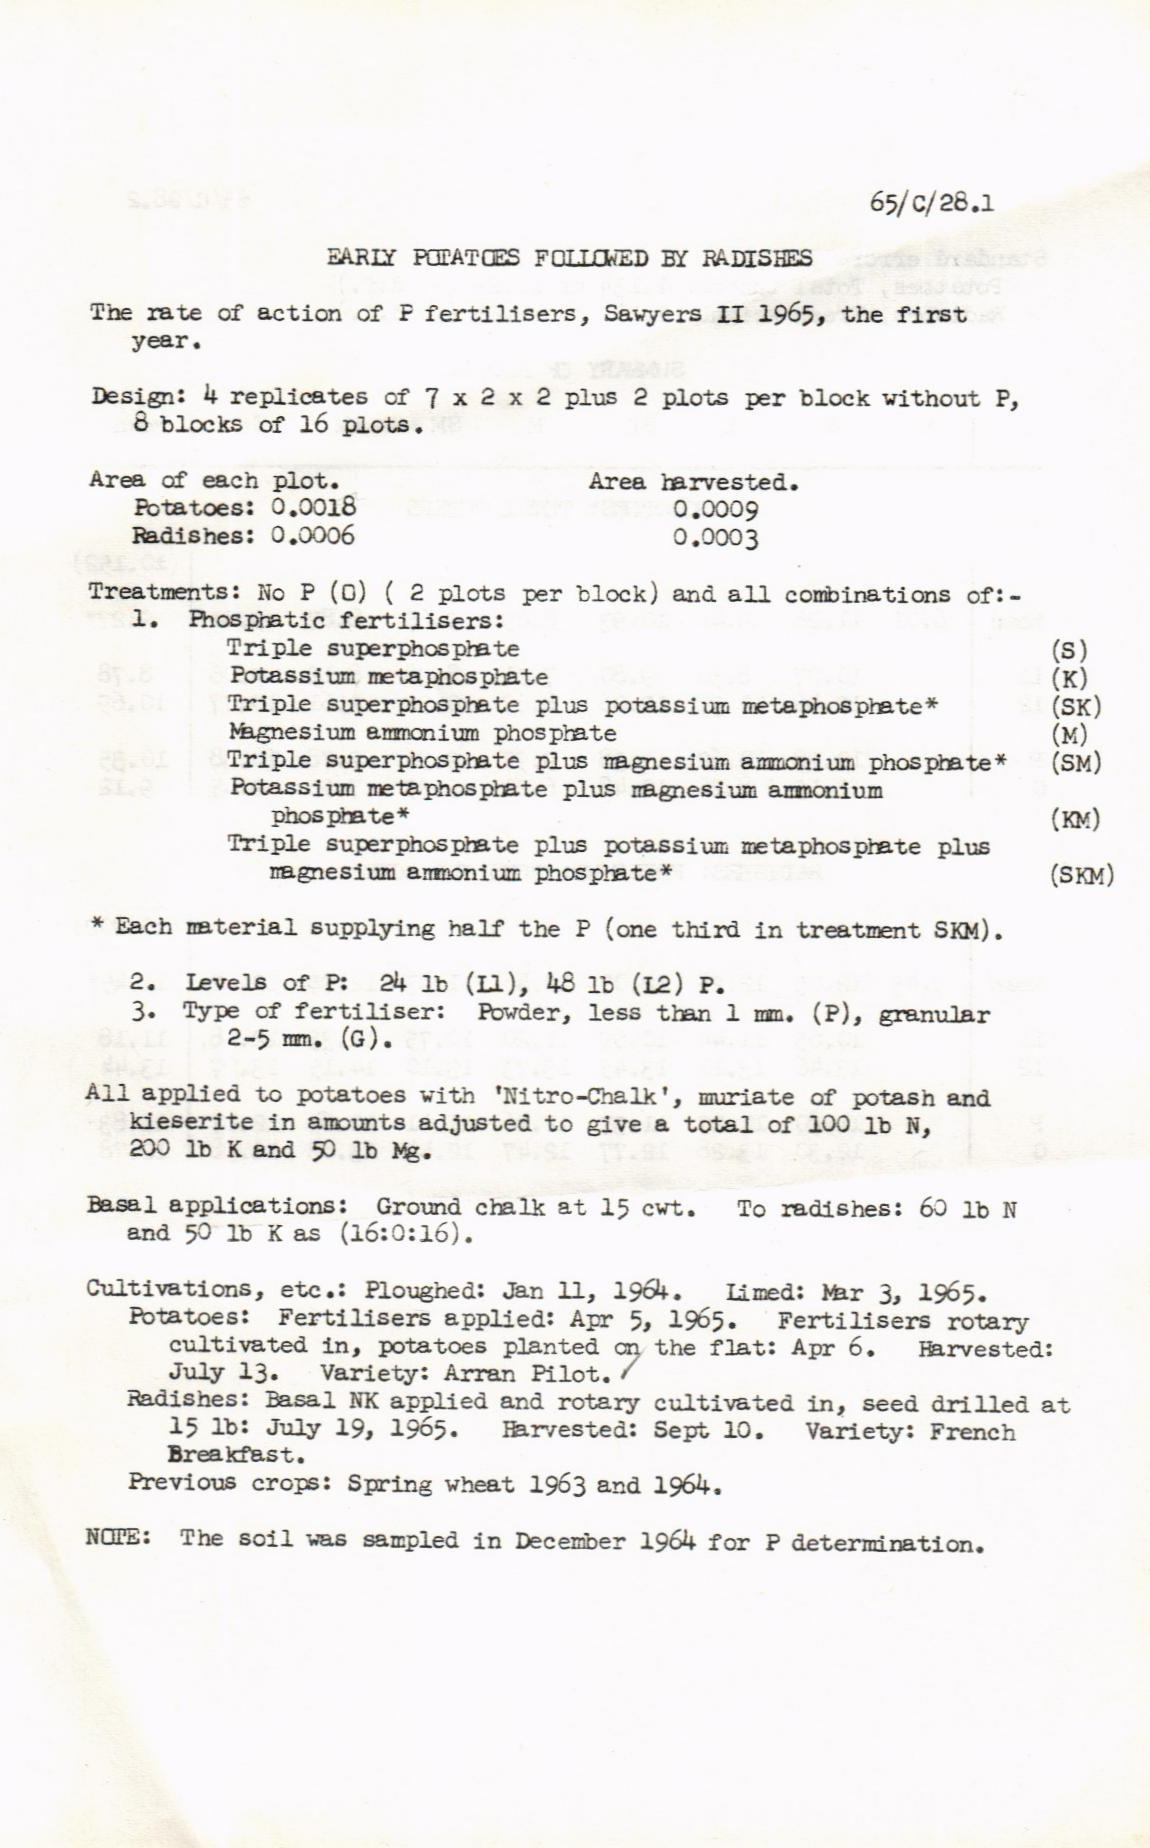 65/C/28.1
EARLY POTATOES FOLLOWED BY RADISHES
The rate of action of P fertilisers, Sawyers II 1965, the first
year.
Design: 4 replicates of 7 x 2 x 2 plus 2 plots per block without P,
8 blocks of 16 plots.
Area of each plot. Area harvested.
Potatoes: 0.0018 0.0009
Radishes: 0.0006 0.0003
Treatments: No P (O) ( 2 plots per block) and all combinations of:-
1. Phosphatic fertilisers:
Triple superphosphate (S)
Potassium metaphosphate (K)
Triple superphosphate plus potassium metaphosphate* (SK)
Magnesium ammonium phosphate (M)
Triple superphosphate plus magnesium ammonium phosphate* (SM)
Potassium metaphosphate plus magnesium ammonium
phosphate* (KM)
Triple superphosphate plus potassium metaphosphate plus
magnesium ammonium phosphate* (SKM)
* Each material supplying half the P (one third in treatment SKM).
2. Levels of P: 24 lb (L1), 48 lb (L2) P.
3. Type of fertiliser: Powder, less than 1 mm. (P), granular
2-5 mm. (G).
All applied to potatoes with 'Nitro-Chalk', muriate of potash and
kieserite in amounts adjusted to give a total of 100 lb N,
200 lb K and 50 lb Mg.
Basal applications: Ground chalk at 15 cwt. To radishes: 60 lb N
and 50 lb K as (16:0:16).
Cultivations, etc.: Ploughed: Jan 11, 1964. Limed: Mar 3, 1965.
Potatoes: Fertilisers applied: Apr 5, 1965. Fertilisers rotary
cultivated in, potatoes planted on the flat: Apr 6. Harvested:
July 13. Variety: Arran Pilot.
Radishes: Basal NK applied and rotary cultivated in, seed drilled at
15 lb: July 19, 1965. Harvested: Sept 10. Variety: French
Breakfast.
Previous crops: Spring wheat 1963 and 1964.
NOTE: The soil was sampled in December 1964 for P determination.